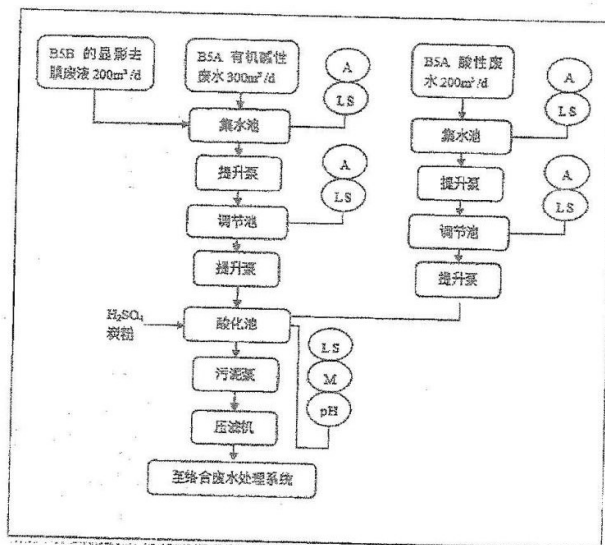 B5B 的显影去
膜废液 200m³/d
B5A 有机碱性
废水 300m³/d
A
LS
B5A 酸性废
水 200m³/d
A
LS
集水池
集水池
提升泵
A
LS
提升泵
A
LS
调节池
调节池
提升泵
提升泵
H₂SO₄
炭粉
酸化池
LS
M
pH
污泥泵
压滤机
至络合废水处理系统